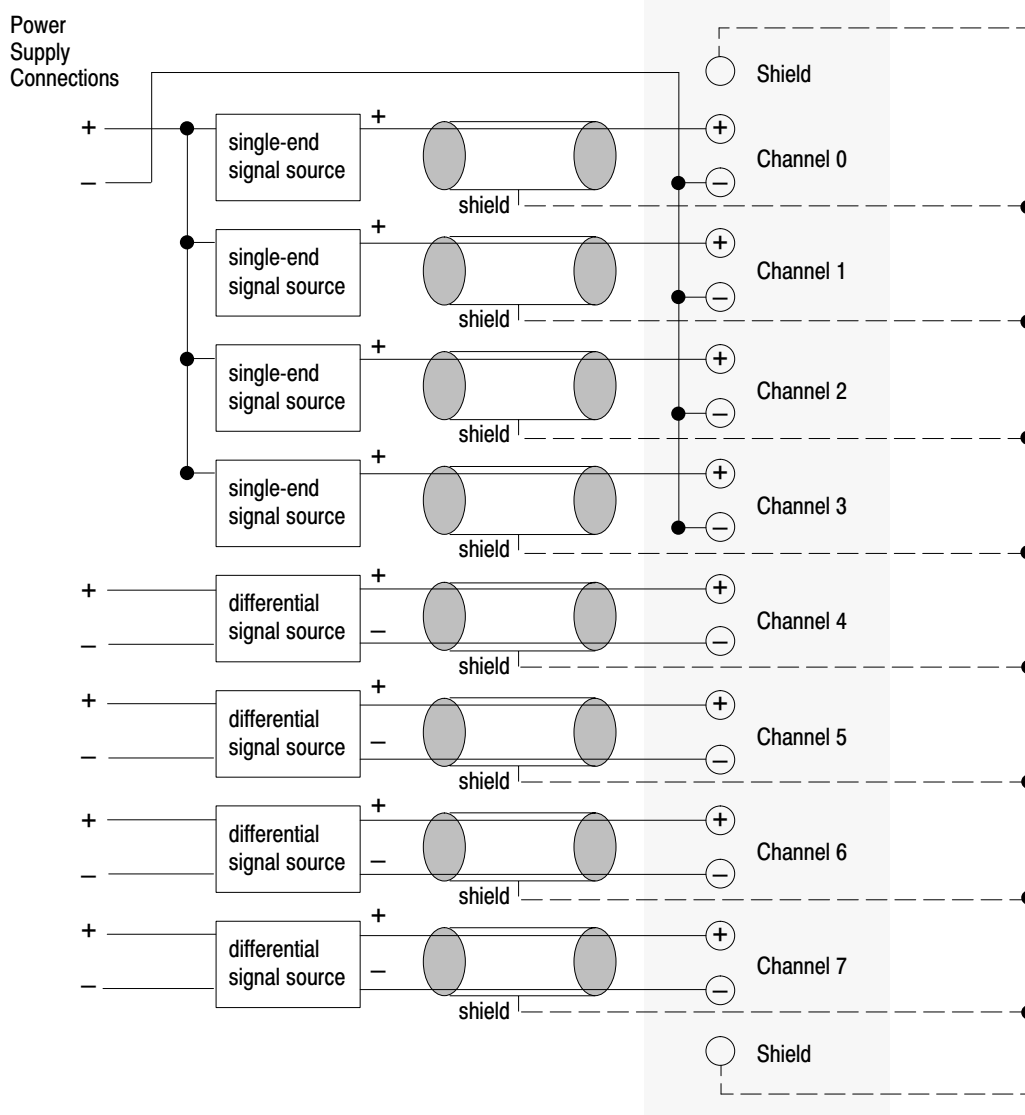 Power
Supply
Connections
Shield
+
single-end
signal source
+
+
Channel 0
–
–
shield
single-end
signal source
+
+
Channel 1
–
shield
single-end
signal source
+
+
Channel 2
–
shield
single-end
signal source
+
+
Channel 3
–
shield
+
differential
signal source
+
+
Channel 4
–
–
–
shield
+
differential
signal source
+
+
Channel 5
–
–
–
shield
+
differential
signal source
+
+
Channel 6
–
–
–
shield
+
differential
signal source
+
+
Channel 7
–
–
–
shield
Shield